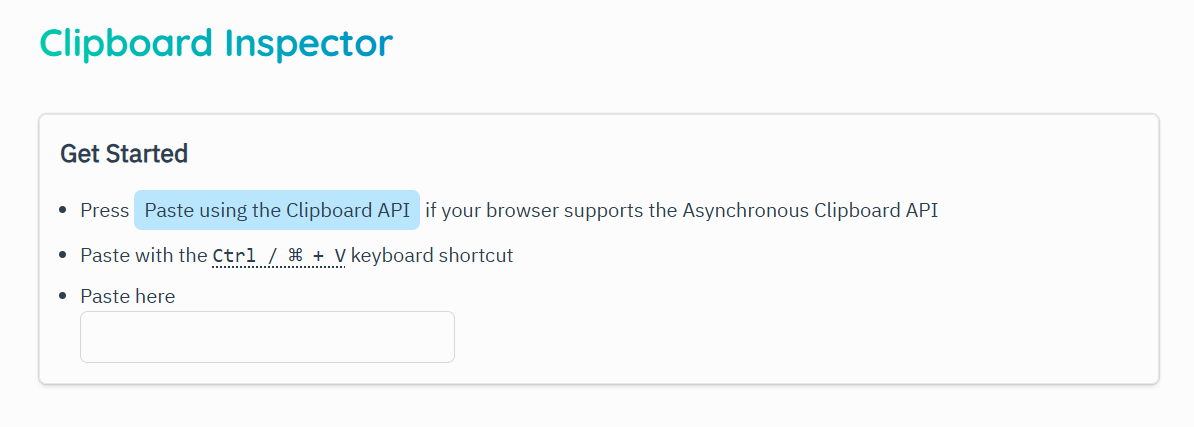 Clipboard Inspector
Get Started
• Press Paste using the Clipboard API if your browser supports the Asynchronous Clipboard API
• Paste with the Ctrl / ⌘ + V keyboard shortcut
• Paste here